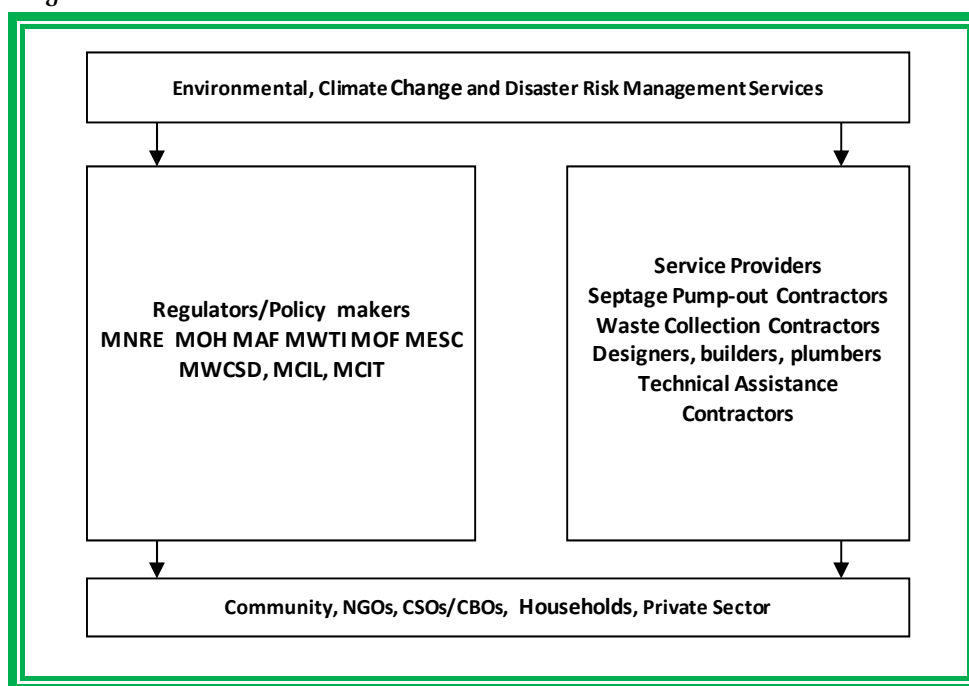 Environmental, Climate Change and Disaster Risk Management Services
Regulators/Policy makers
MNRE MOH MAF MWTI MOF MESC
MWCSD, MCIL, MCIT
Service Providers
Septage Pump-out Contractors
Waste Collection Contractors
Designers, builders, plumbers
Technical Assistance
Contractors
Community, NGOs, CSOs/CBOs, Households, Private Sector